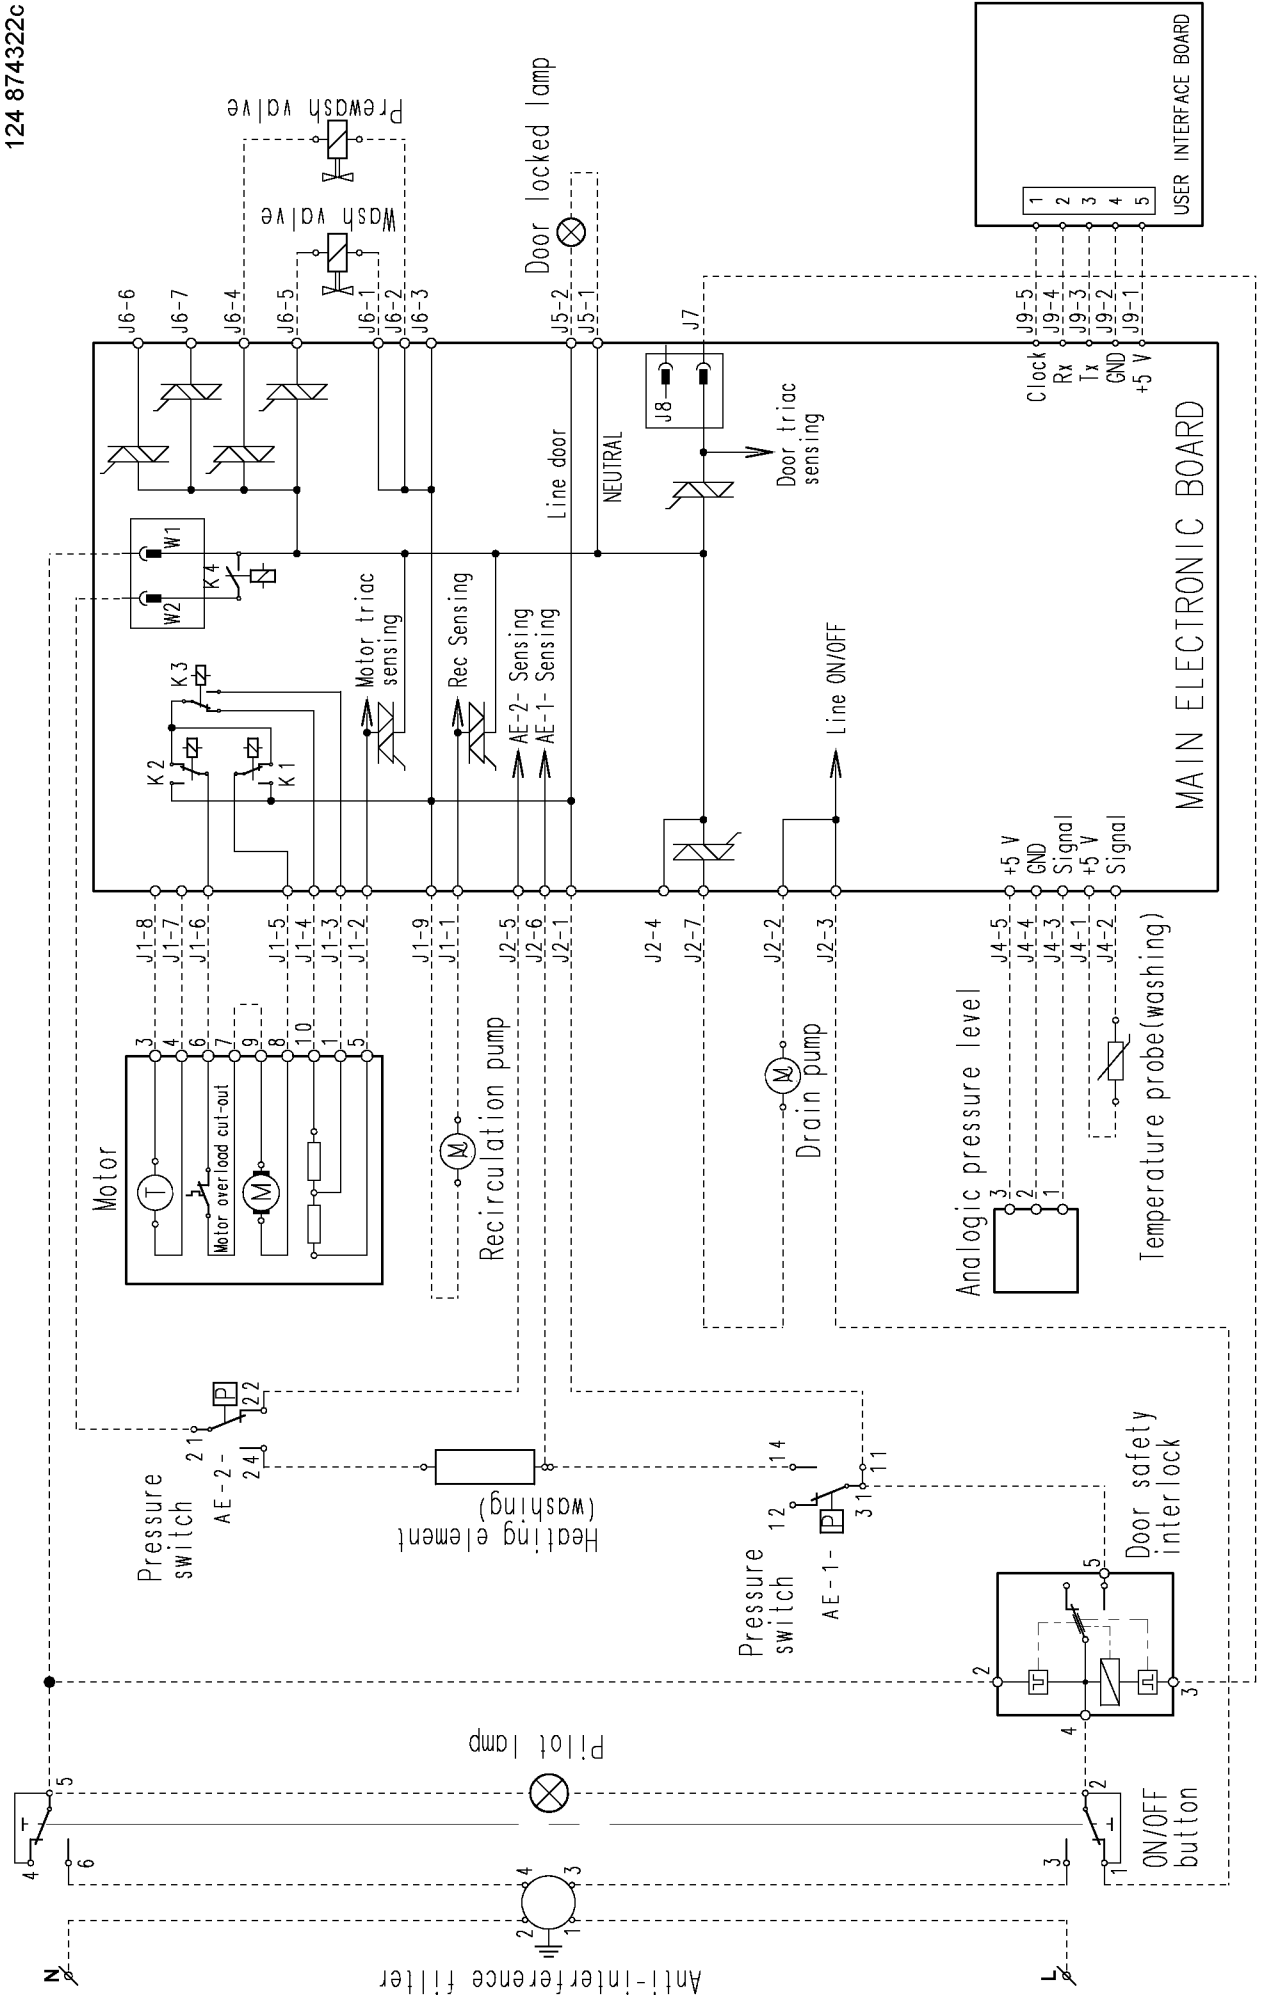 124 874322c
N
L
Anti-interference filter
2
1
4
3
4
6
5
3
1
2
ON/OFF
button
Pilot lamp
2
4
3
5
Door safety
interlock
Pressure
switch
AE-2-
21
22
24
P
Heating element
(washing)
Pressure
switch
AE-1-
12
14
31
11
P
Motor
T
Motor overload cut-out
M
3
4
6
7
9
8
10
1
5
Recirculation pump
M
Drain pump
M
Analogic pressure level
3
2
1
Temperature probe(washing)
J1-8
J1-7
J1-6
J1-5
J1-4
J1-3
J1-2
J1-9
J1-1
J2-5
J2-6
J2-1
J2-4
J2-7
J2-2
J2-3
J4-5
J4-4
J4-3
J4-1
J4-2
+5 V
GND
Signal
+5 V
Signal
K2
K1
K3
K4
W2
W1
Motor triac
sensing
Rec Sensing
AE-2- Sensing
AE-1- Sensing
Line ON/OFF
Line door
NEUTRAL
J8
Door triac
sensing
MAIN ELECTRONIC BOARD
Clock
Rx
Tx
GND
+5 V
J6-6
J6-7
J6-4
J6-5
J6-1
J6-2
J6-3
J5-2
J5-1
J7
J9-5
J9-4
J9-3
J9-2
J9-1
Wash valve
Prewash valve
Door locked lamp
1
2
3
4
5
USER INTERFACE BOARD